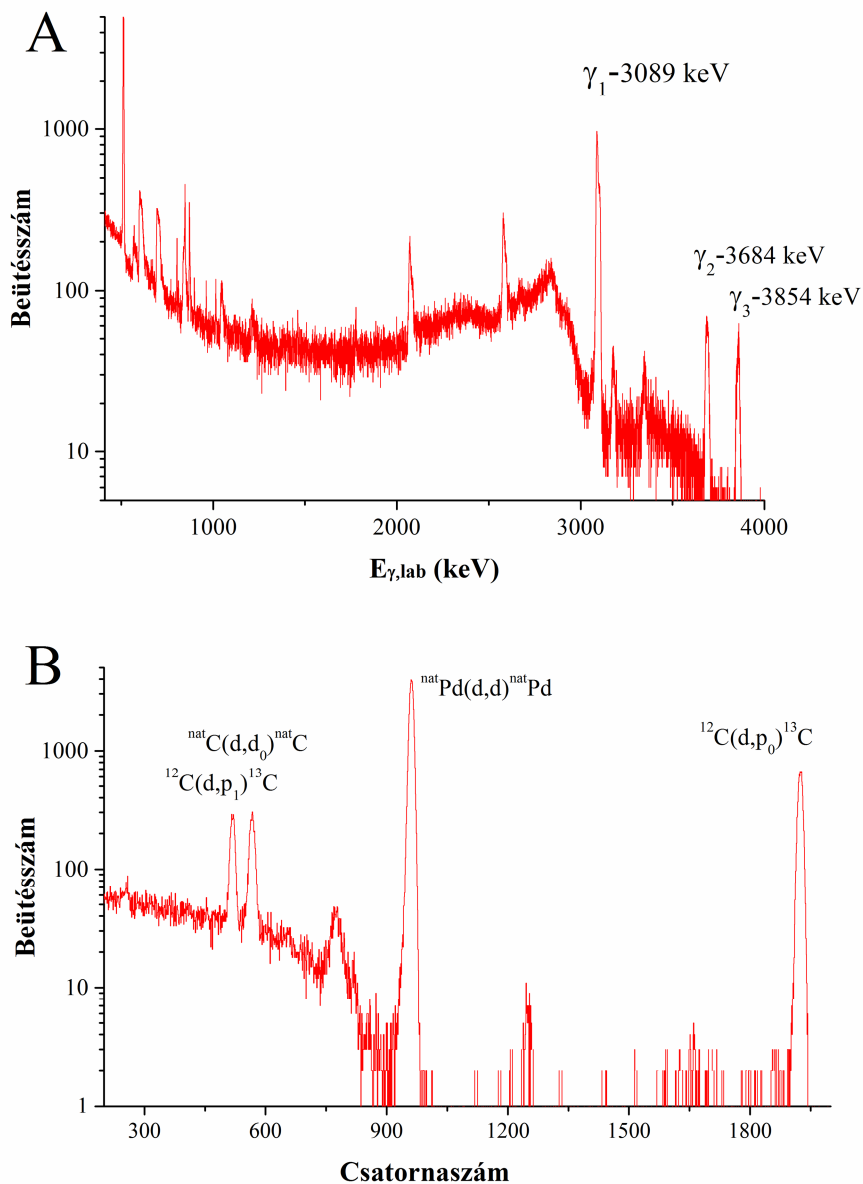 A
1000
100
10
Beütésszám
γ₁-3089 keV
γ₂-3684 keV
γ₃-3854 keV
1000 2000 3000 4000
Eγ,lab (keV)
B
1000
100
10
1
Beütésszám
natPd(d,d)natPd
natC(d,d₀)natC
¹²C(d,p₀)¹³C
¹²C(d,p₁)¹³C
300 600 900 1200 1500 1800
Csatornaszám